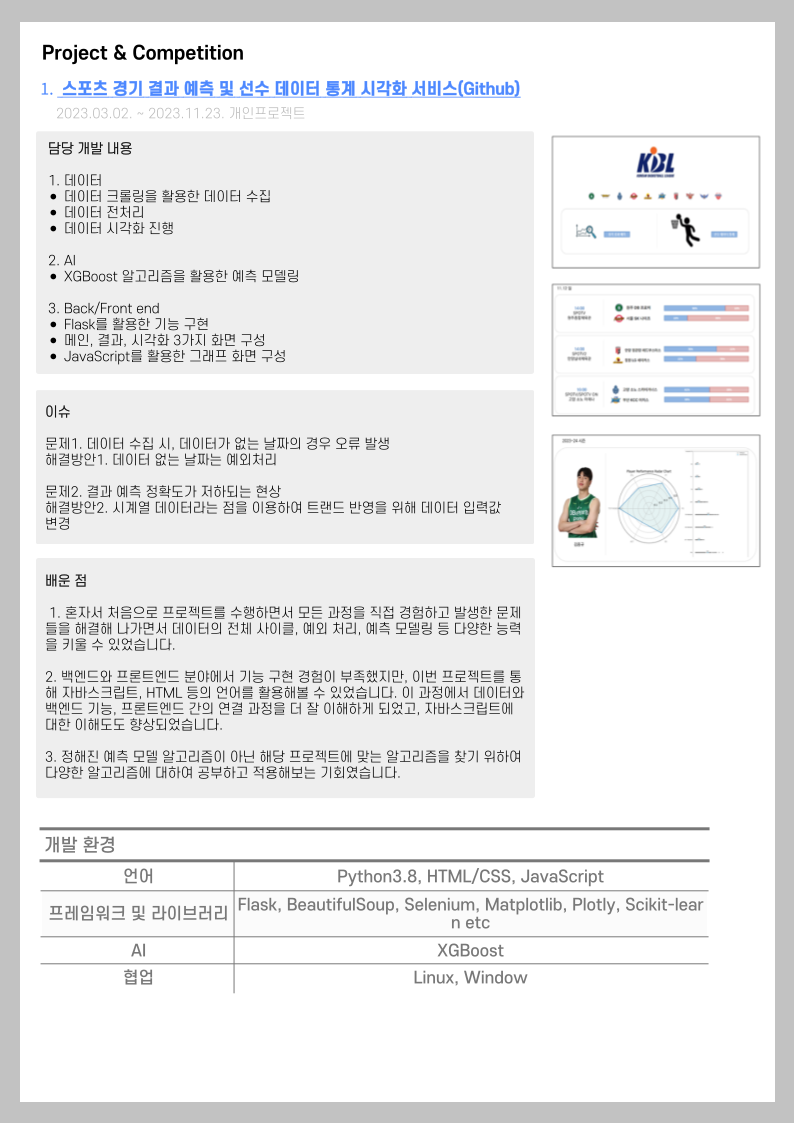 Project & Competition
1. 스포츠 경기 결과 예측 및 선수 데이터 통계 시각화 서비스(Github)
2023.03.02. ~ 2023.11.23. 개인프로젝트
담당 개발 내용
1. 데이터
● 데이터 크롤링을 활용한 데이터 수집
● 데이터 전처리
● 데이터 시각화 진행
2. AI
● XGBoost 알고리즘을 활용한 예측 모델링
3. Back/Front end
● Flask를 활용한 기능 구현
● 메인, 결과, 시각화 3가지 화면 구성
● JavaScript를 활용한 그래프 화면 구성
KBL
이슈
문제1. 데이터 수집 시, 데이터가 없는 날짜의 경우 오류 발생
해결방안1. 데이터 없는 날짜는 예외처리
문제2. 결과 예측 정확도가 저하되는 현상
해결방안2. 시계열 데이터라는 점을 이용하여 트랜드 반영을 위해 데이터 입력값
변경
Player Performance Radar Chart
배운 점
1. 혼자서 처음으로 프로젝트를 수행하면서 모든 과정을 직접 경험하고 발생한 문제
들을 해결해 나가면서 데이터의 전체 사이클, 예외 처리, 예측 모델링 등 다양한 능력
을 키울 수 있었습니다.
2. 백엔드와 프론트엔드 분야에서 기능 구현 경험이 부족했지만, 이번 프로젝트를 통
해 자바스크립트, HTML 등의 언어를 활용해볼 수 있었습니다. 이 과정에서 데이터와
백엔드 기능, 프론트엔드 간의 연결 과정을 더 잘 이해하게 되었고, 자바스크립트에
대한 이해도도 향상되었습니다.
3. 정해진 예측 모델 알고리즘이 아닌 해당 프로젝트에 맞는 알고리즘을 찾기 위하여
다양한 알고리즘에 대하여 공부하고 적용해보는 기회였습니다.
개발 환경
언어 Python3.8, HTML/CSS, JavaScript
프레임워크 및 라이브러리 Flask, BeautifulSoup, Selenium, Matplotlib, Plotly, Scikit-lear
n etc
AI XGBoost
협업 Linux, Window